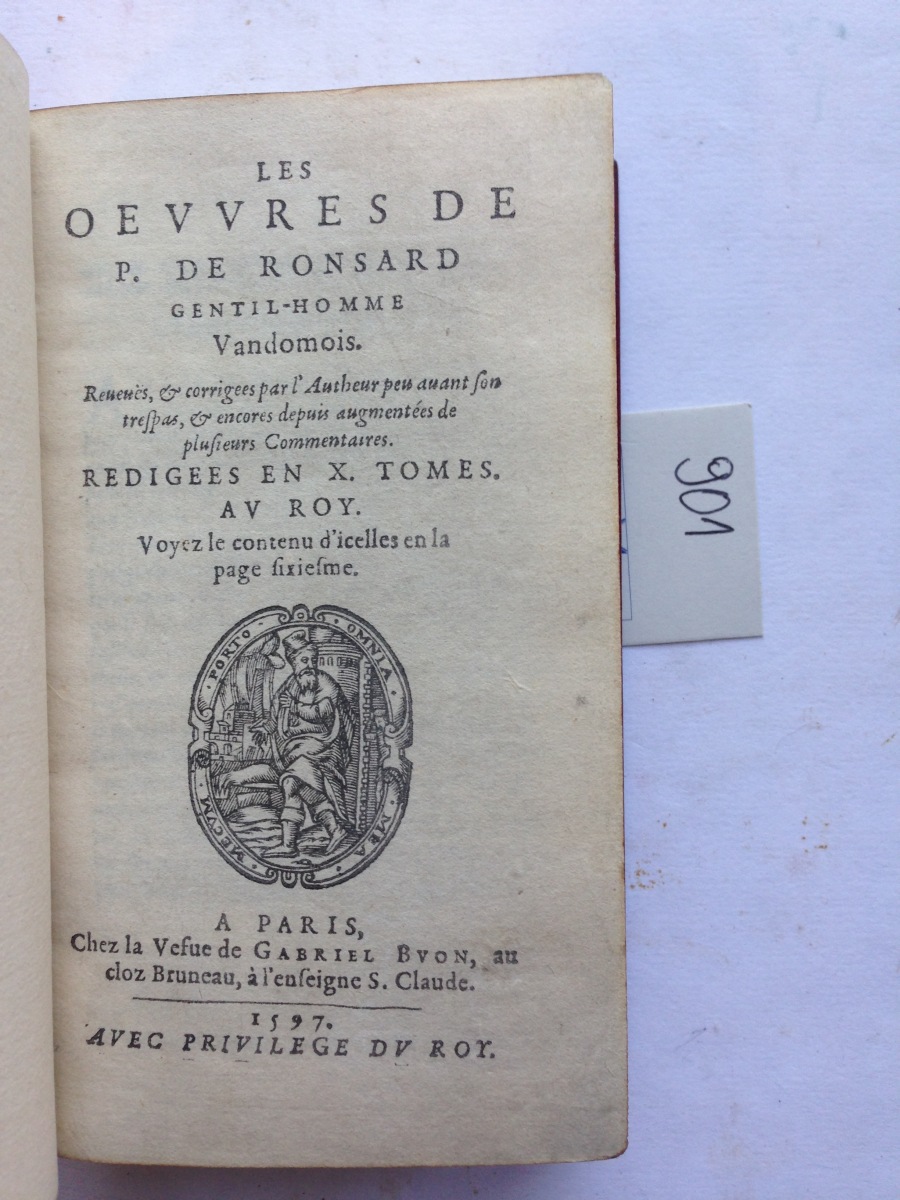 LES
OEVVRES DE
P. DE RONSARD
GENTIL-HOMME
Vandomois.
Reueuës, & corrigees par l'Autheur peu auant ſon
treſpas, & encores depuis augmentées de
pluſieurs Commentaires.
REDIGEES EN X. TOMES.
AV ROY.
Voyez le contenu d'icelles en la
page ſixieſme.
PORTO · OMNIA
MECVM · MEA
A PARIS,
Chez la Vefue de GABRIEL BVON, au
cloz Bruneau, à l'enſeigne S. Claude.
1597.
AVEC PRIVILEGE DV ROY.
901